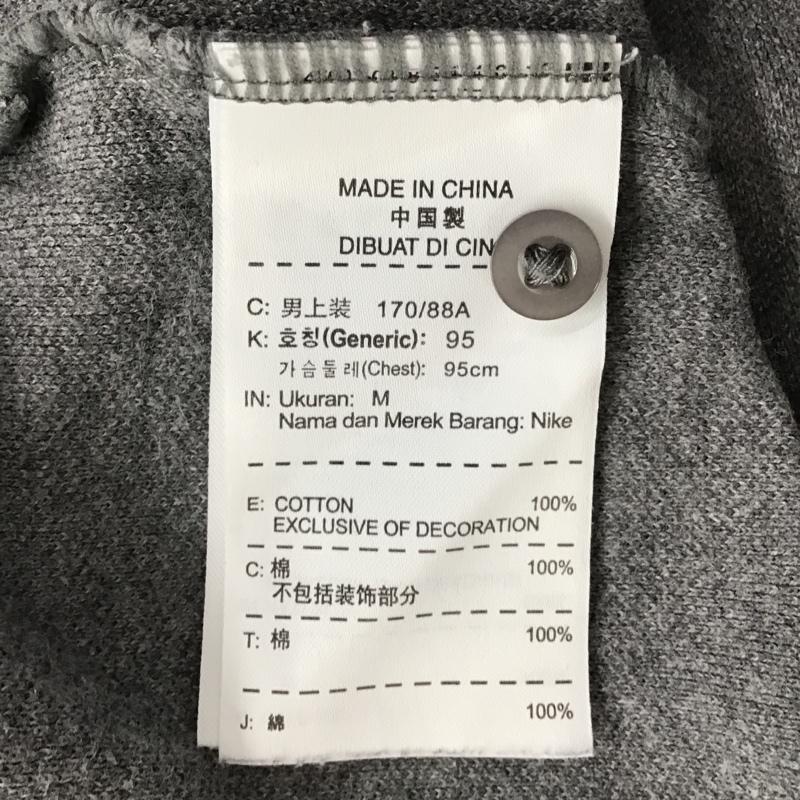 MADE IN CHINA
中国製
DIBUAT DI CIN
C: 男上装 170/88A
K: 호칭(Generic): 95
가슴둘레(Chest): 95cm
IN: Ukuran: M
Nama dan Merek Barang: Nike
E: COTTON 100%
EXCLUSIVE OF DECORATION
C: 棉 100%
不包括装饰部分
T: 棉 100%
J: 綿 100%